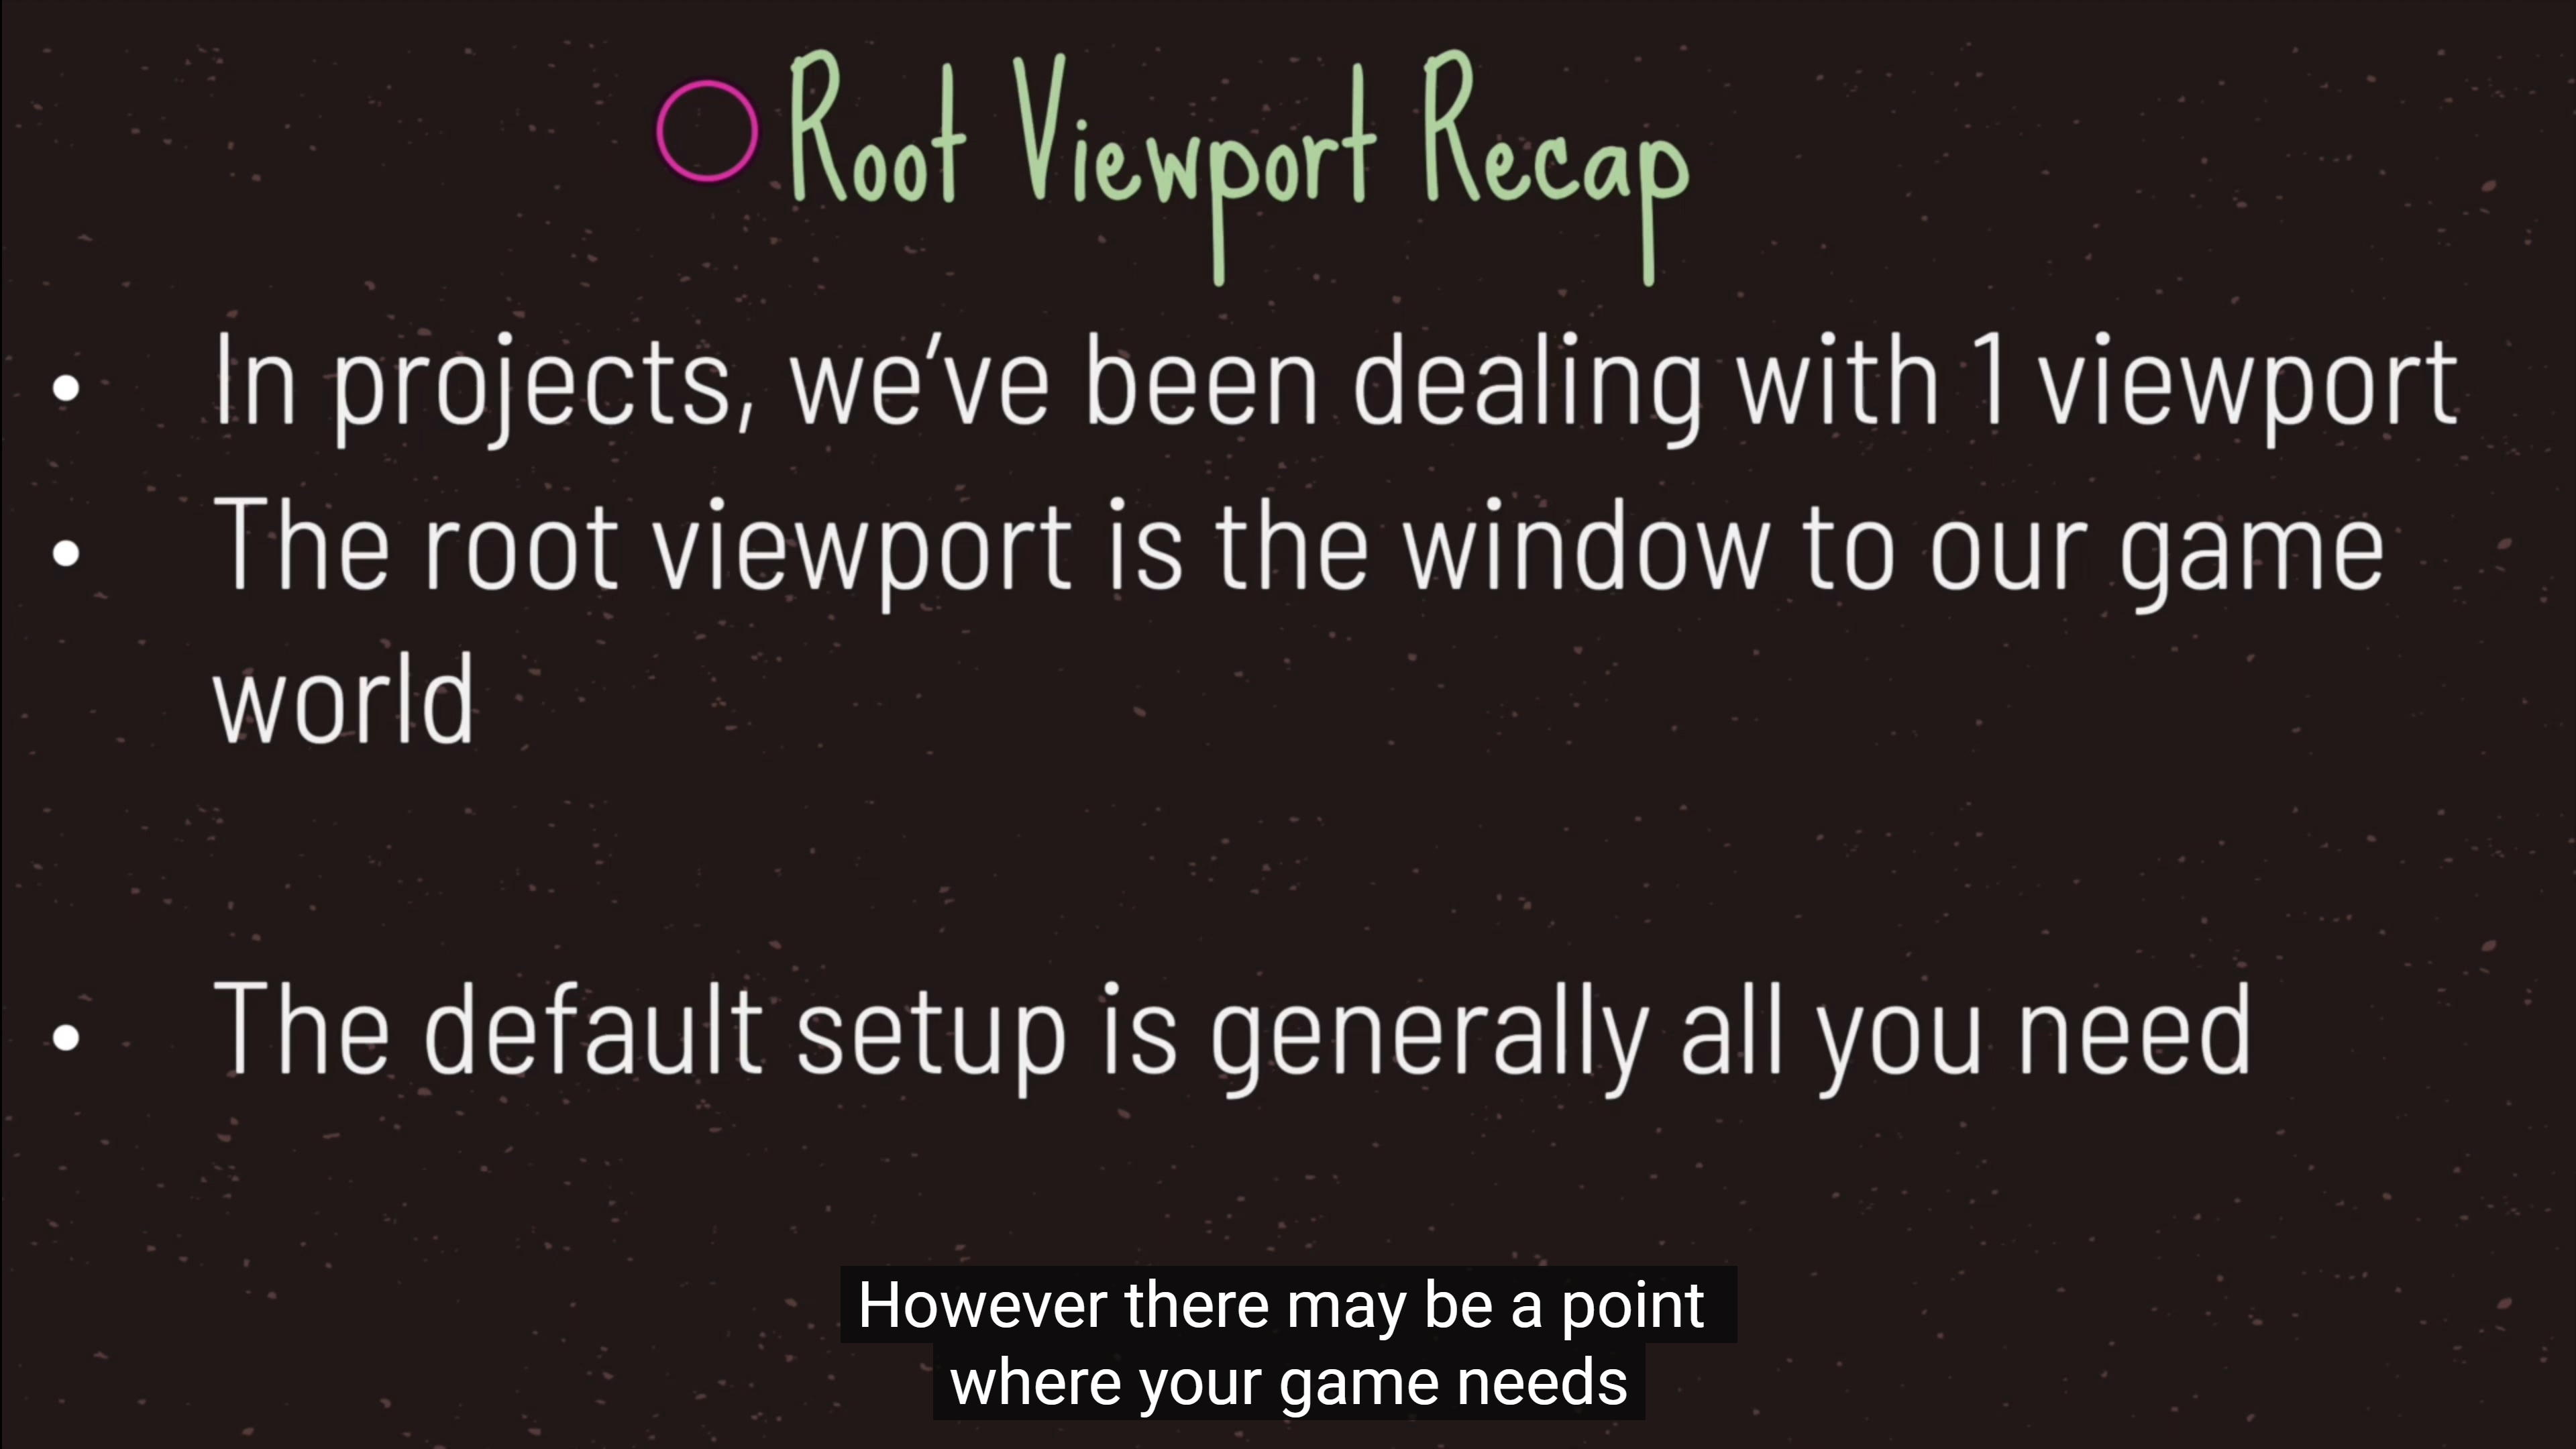 Root Viewport Recap
• In projects, we’ve been dealing with 1 viewport
• The root viewport is the window to our game
world
• The default setup is generally all you need
However there may be a point
where your game needs